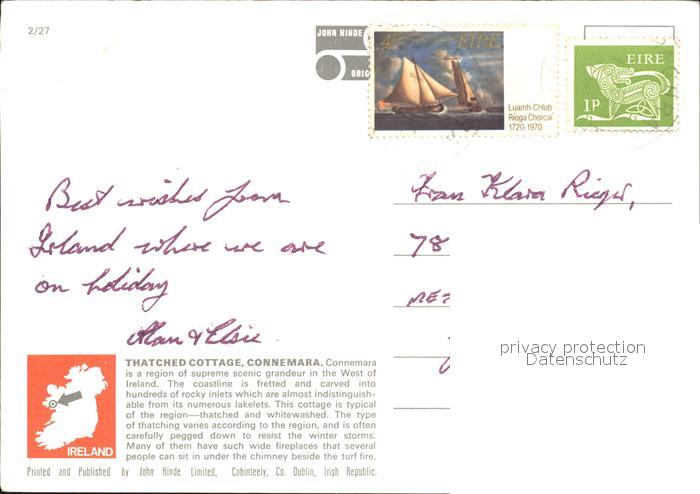 2/27
JOHN HINDE
ORIG
4
EIRE
Luamh-Chlub
Rioga Chorcaí
1720-1970
EIRE
1P
Best wishes from
Ireland where we are
on holiday
Alan & Elsie
Frau Klara Rieger,
78
ME
privacy protection
Datenschutz
THATCHED COTTAGE, CONNEMARA. Connemara
is a region of supreme scenic grandeur in the West of
Ireland. The coastline is fretted and carved into
hundreds of rocky inlets which are almost indistinguish-
able from its numerous lakelets. This cottage is typical
of the region—thatched and whitewashed. The type
of thatching varies according to the region, and is often
carefully pegged down to resist the winter storms.
Many of them have such wide fireplaces that several
people can sit in under the chimney beside the turf fire.
IRELAND
Printed and Published by John Hinde Limited, Cabinteely, Co. Dublin, Irish Republic.